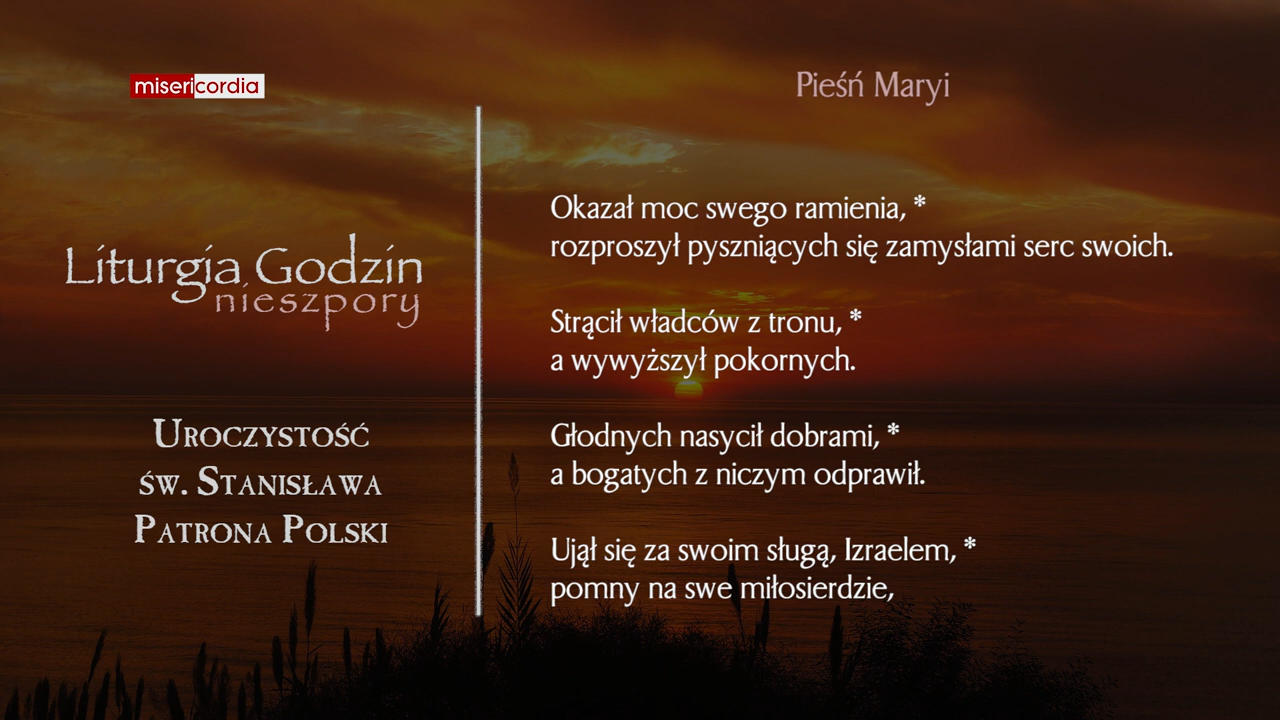 misericordia
Pieśń Maryi
Liturgia Godzin
nieszpory
Uroczystość
św. Stanisława
Patrona Polski
Okazał moc swego ramienia, *
rozproszył pyszniących się zamysłami serc swoich.
Strącił władców z tronu, *
a wywyższył pokornych.
Głodnych nasycił dobrami, *
a bogatych z niczym odprawił.
Ujął się za swoim sługą, Izraelem, *
pomny na swe miłosierdzie,